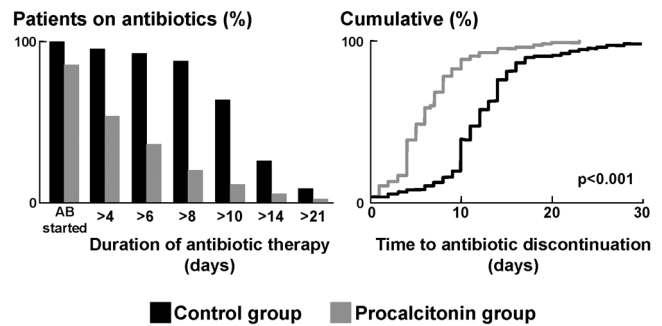 Patients on antibiotics (%)
100
0
AB started
>4
>6
>8
>10
>14
>21
Duration of antibiotic therapy
(days)
Cumulative (%)
100
0
p<0.001
0
10
20
30
Time to antibiotic discontinuation
(days)
Control group
Procalcitonin group